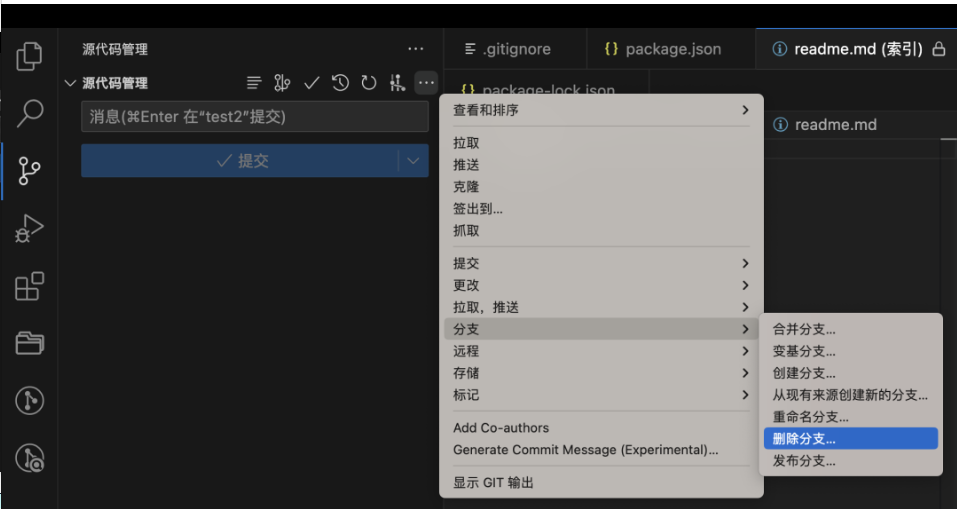 源代码管理
.gitignore
package.json
readme.md (索引)
源代码管理
package-lock.json
消息(⌘Enter 在“test2”提交)
readme.md
提交
查看和排序
拉取
推送
克隆
签出到...
抓取
提交
更改
拉取，推送
分支
远程
存储
标记
Add Co-authors
Generate Commit Message (Experimental)...
显示 GIT 输出
合并分支...
变基分支...
创建分支...
从现有来源创建新的分支...
重命名分支...
删除分支...
发布分支...